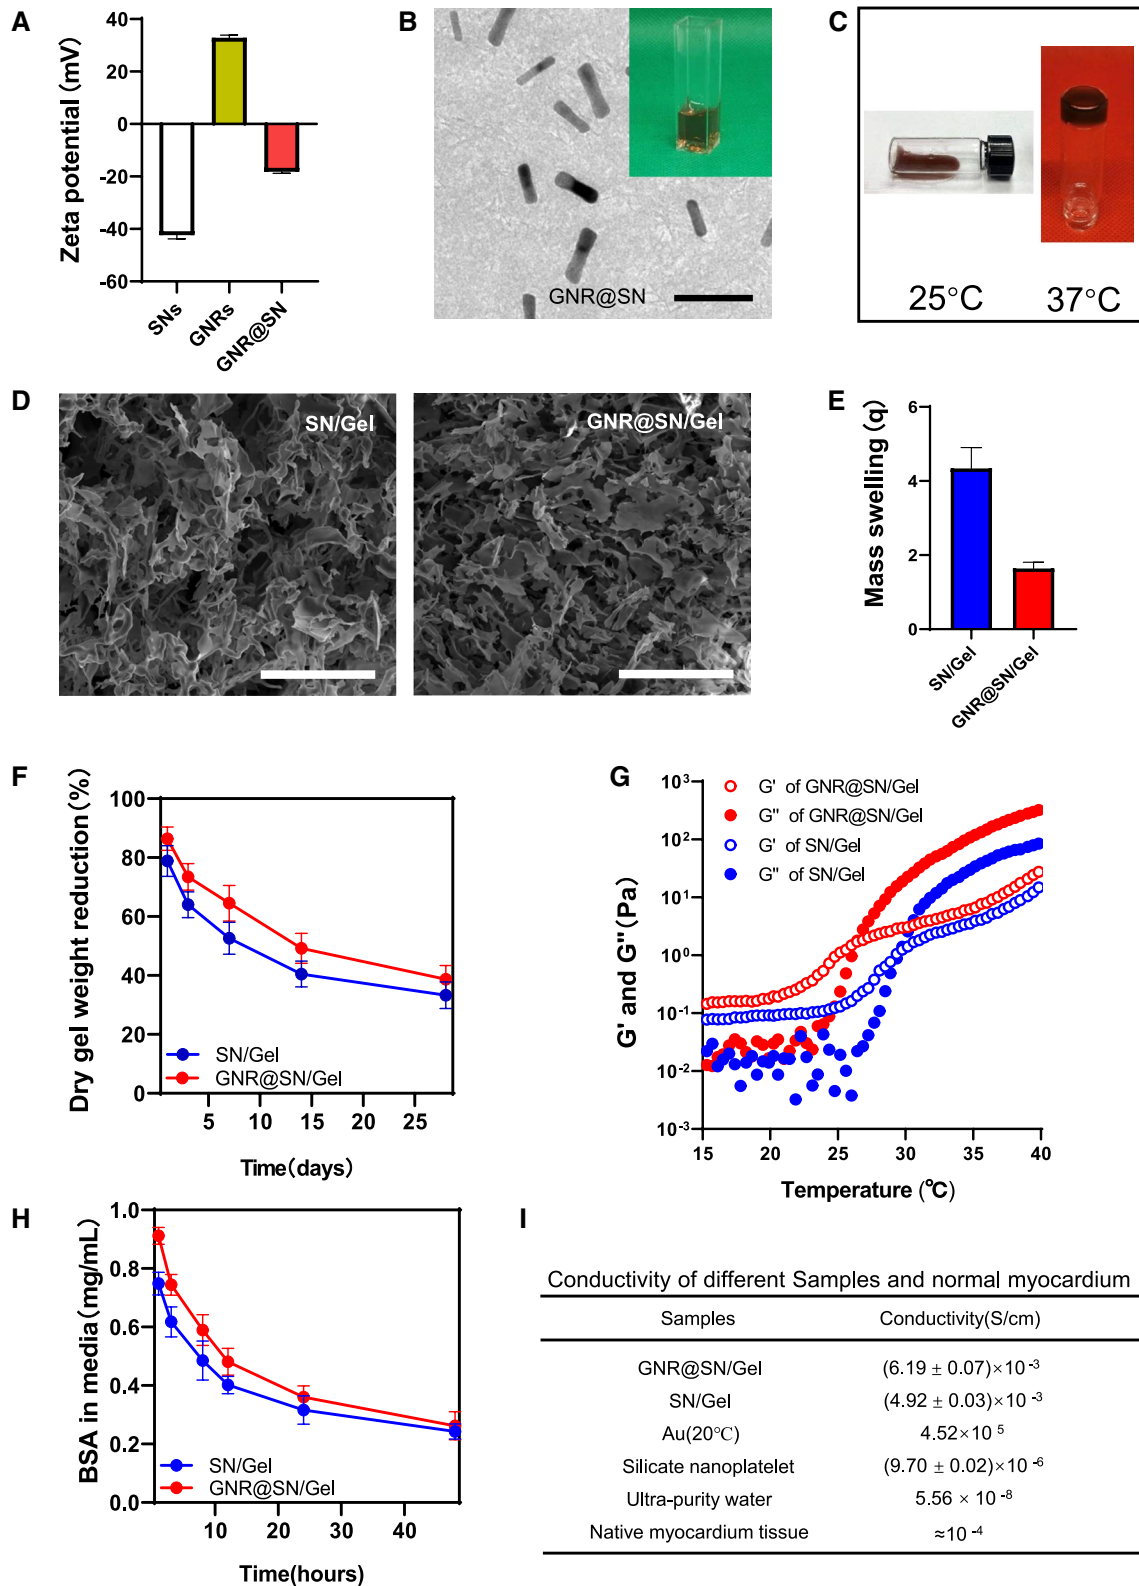 A
Zeta potential (mV)
40
20
0
-20
-40
-60
SNs
GNRs
GNR@SN
B
GNR@SN
C
25°C
37°C
D
SN/Gel
GNR@SN/Gel
E
Mass swelling (q)
6
4
2
0
SN/Gel
GNR@SN/Gel
F
Dry gel weight reduction(%)
100
80
60
40
20
0
SN/Gel
GNR@SN/Gel
5 10 15 20 25
Time(days)
G
G' and G"(Pa)
10³
10²
10¹
10⁰
10⁻¹
10⁻²
10⁻³
G' of GNR@SN/Gel
G" of GNR@SN/Gel
G' of SN/Gel
G" of SN/Gel
15 20 25 30 35 40
Temperature (℃)
H
BSA in media(mg/mL)
1.0
0.8
0.6
0.4
0.2
0.0
SN/Gel
GNR@SN/Gel
10 20 30 40
Time(hours)
I
Conductivity of different Samples and normal myocardium
Samples Conductivity(S/cm)
GNR@SN/Gel (6.19 ± 0.07)×10⁻³
SN/Gel (4.92 ± 0.03)×10⁻³
Au(20℃) 4.52×10⁵
Silicate nanoplatelet (9.70 ± 0.02)×10⁻⁶
Ultra-purity water 5.56 × 10⁻⁸
Native myocardium tissue ≈10⁻⁴